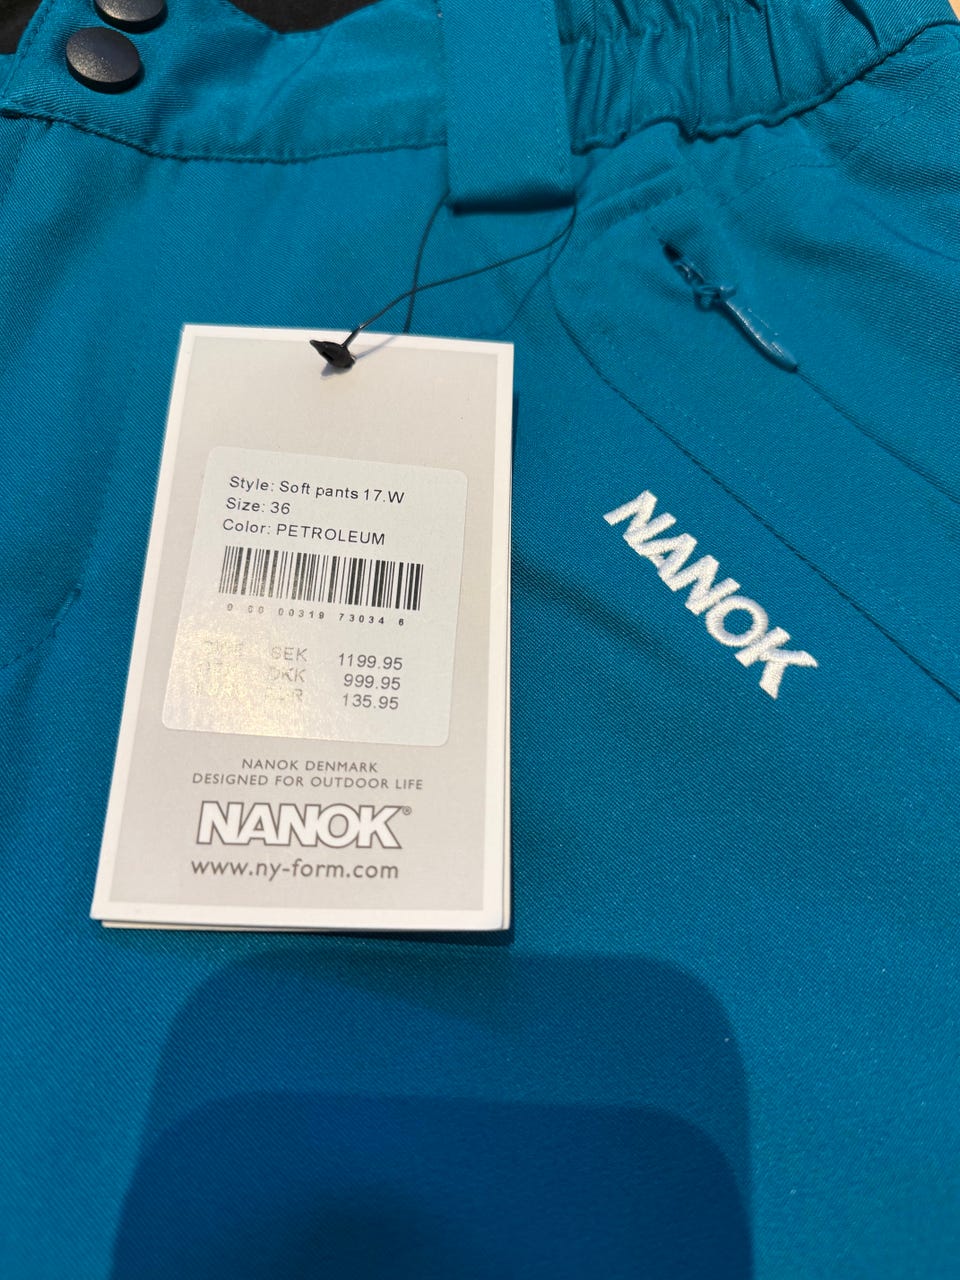 Style: Soft pants 17.W
Size: 36
Color: PETROLEUM
0 00 00319 73034 6
SEK 1199.95
DKK 999.95
135.95
NANOK DENMARK
DESIGNED FOR OUTDOOR LIFE
NANOK®
www.ny-form.com
NANOK